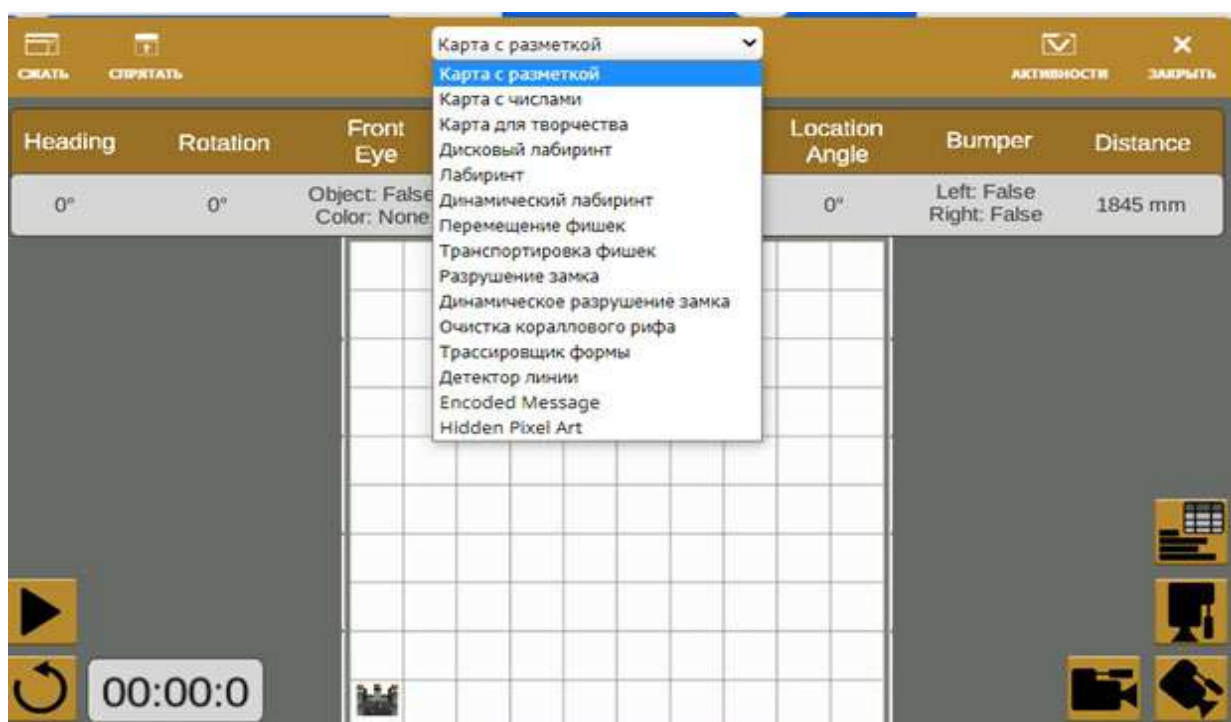 Карта с разметкой
СЖАТЬ
СПРЯТАТЬ
АКТИВНОСТИ
ЗАКРЫТЬ
Карта с разметкой
Карта с числами
Карта для творчества
Дисковый лабиринт
Лабиринт
Динамический лабиринт
Перемещение фишек
Транспортировка фишек
Разрушение замка
Динамическое разрушение замка
Очистка кораллового рифа
Трассировщик формы
Детектор линии
Encoded Message
Hidden Pixel Art
Heading
Rotation
Front
Eye
Location
Angle
Bumper
Distance
0°
0°
Object: False
Color: None
0°
Left: False
Right: False
1845 mm
00:00:0